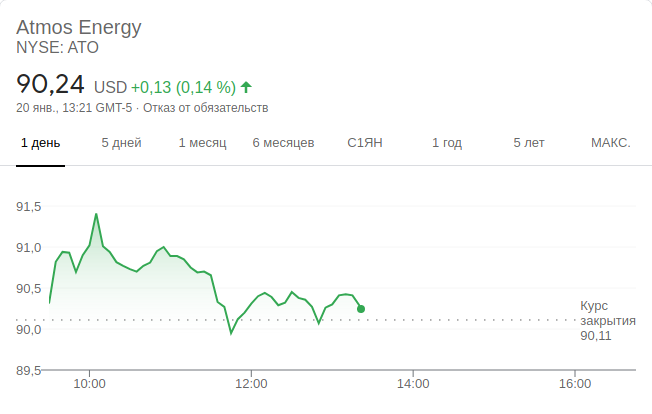 Atmos Energy
NYSE: ATO
90,24 USD +0,13 (0,14 %)
20 янв., 13:21 GMT-5 · Отказ от обязательств
1 день 5 дней 1 месяц 6 месяцев С1ЯН 1 год 5 лет МАКС.
91,5
91,0
90,5
90,0
89,5
Курс
закрытия
90,11
10:00 12:00 14:00 16:00